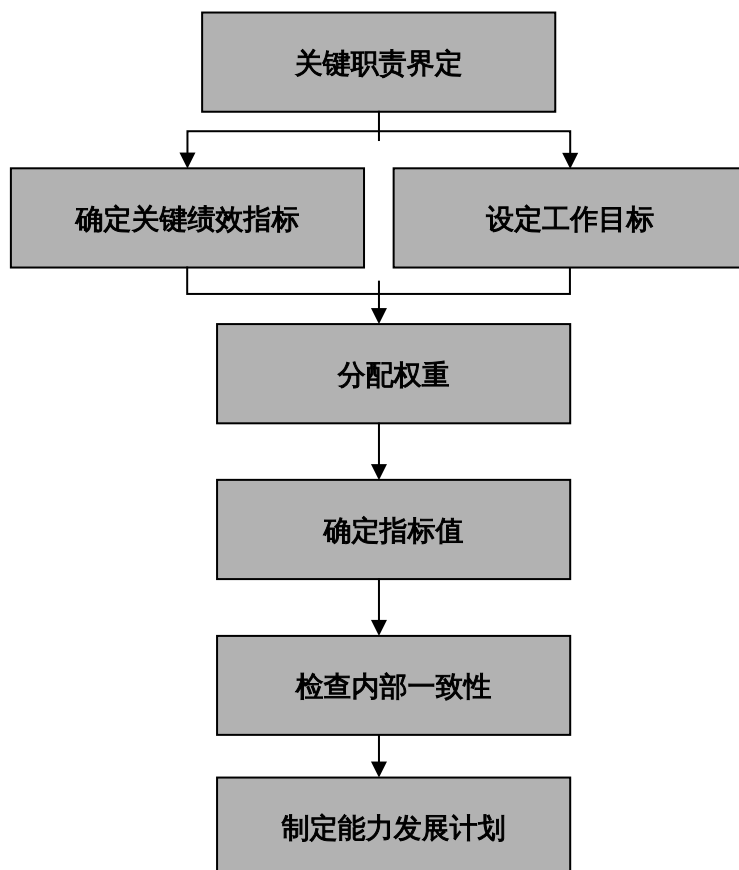 关键职责界定
确定关键绩效指标
设定工作目标
分配权重
确定指标值
检查内部一致性
制定能力发展计划